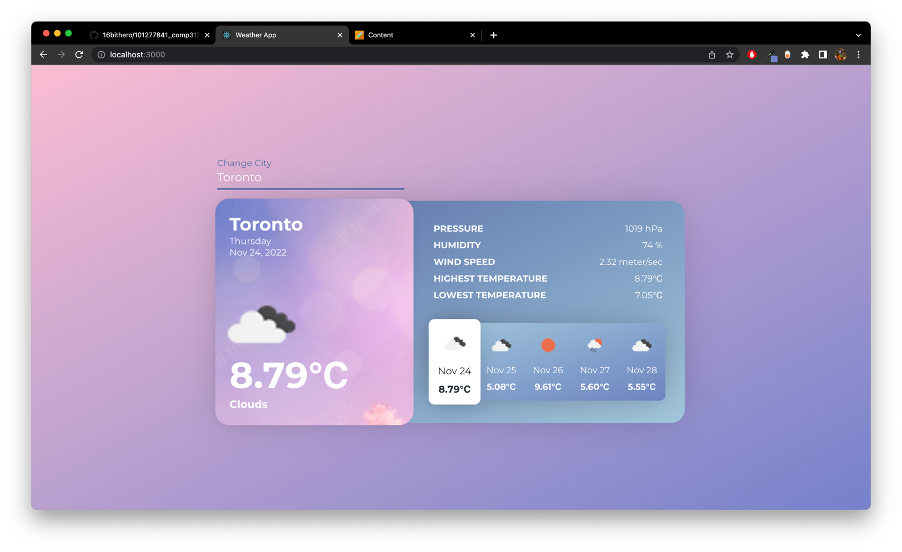 16bithero/101277841_comp31
Weather App
Content
localhost:3000
Change City
Toronto
Toronto
Thursday
Nov 24, 2022
8.79°C
Clouds
PRESSURE 1019 hPa
HUMIDITY 74 %
WIND SPEED 2.32 meter/sec
HIGHEST TEMPERATURE 8.79°C
LOWEST TEMPERATURE 7.05°C
Nov 24 Nov 25 Nov 26 Nov 27 Nov 28
8.79°C 5.08°C 9.61°C 5.60°C 5.55°C